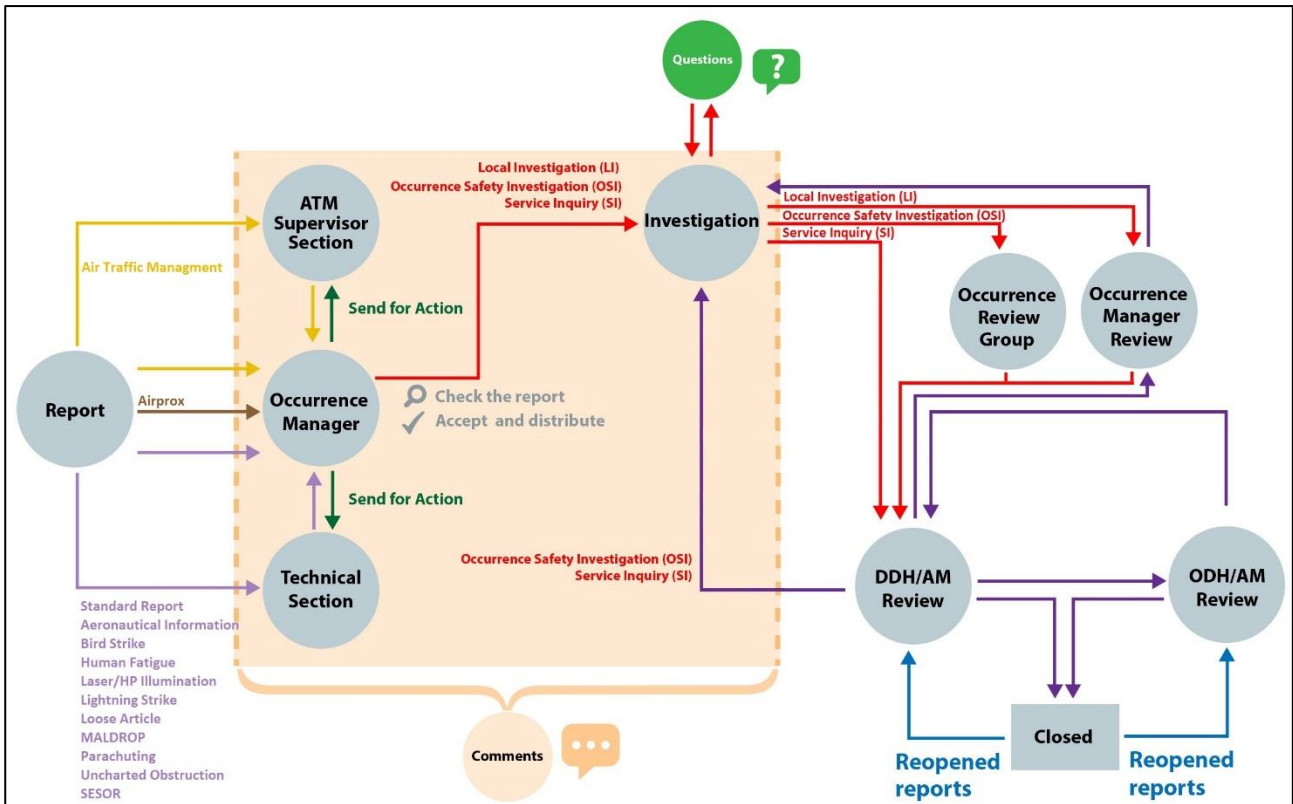 Questions
?
Local Investigation (LI)
Occurrence Safety Investigation (OSI)
Service Inquiry (SI)
ATM
Supervisor
Section
Investigation
Local Investigation (LI)
Occurrence Safety Investigation (OSI)
Service Inquiry (SI)
Air Traffic Managment
Send for Action
Occurrence
Review
Group
Occurrence
Manager
Review
Report
Airprox
Occurrence
Manager
Check the report
Accept and distribute
Send for Action
Technical
Section
Occurrence Safety Investigation (OSI)
Service Inquiry (SI)
DDH/AM
Review
ODH/AM
Review
Standard Report
Aeronautical Information
Bird Strike
Human Fatigue
Laser/HP Illumination
Lightning Strike
Loose Article
MALDROP
Parachuting
Uncharted Obstruction
SESOR
Comments
Closed
Reopened
reports
Reopened
reports